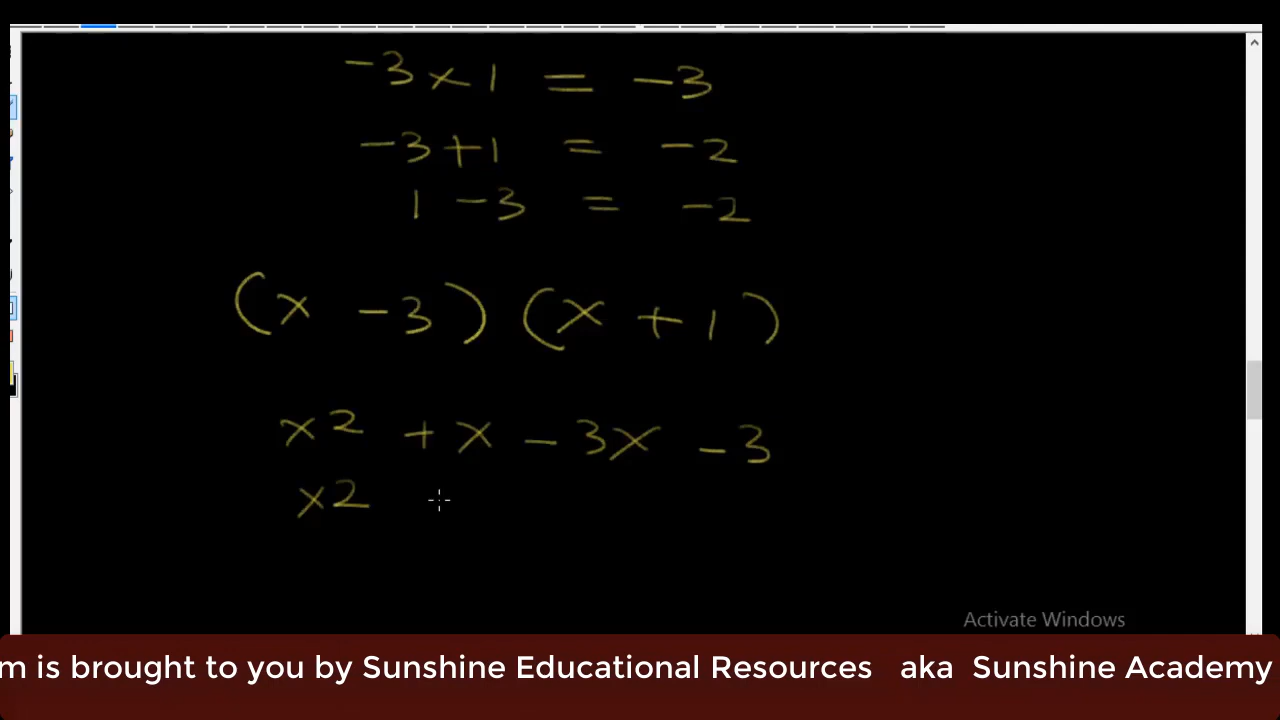 -3 × 1 = -3
-3 + 1 = -2
1 - 3 = -2
(x - 3) (x + 1)
x2 + x - 3x - 3
x2
Activate Windows
m is brought to you by Sunshine Educational Resources aka Sunshine Academy